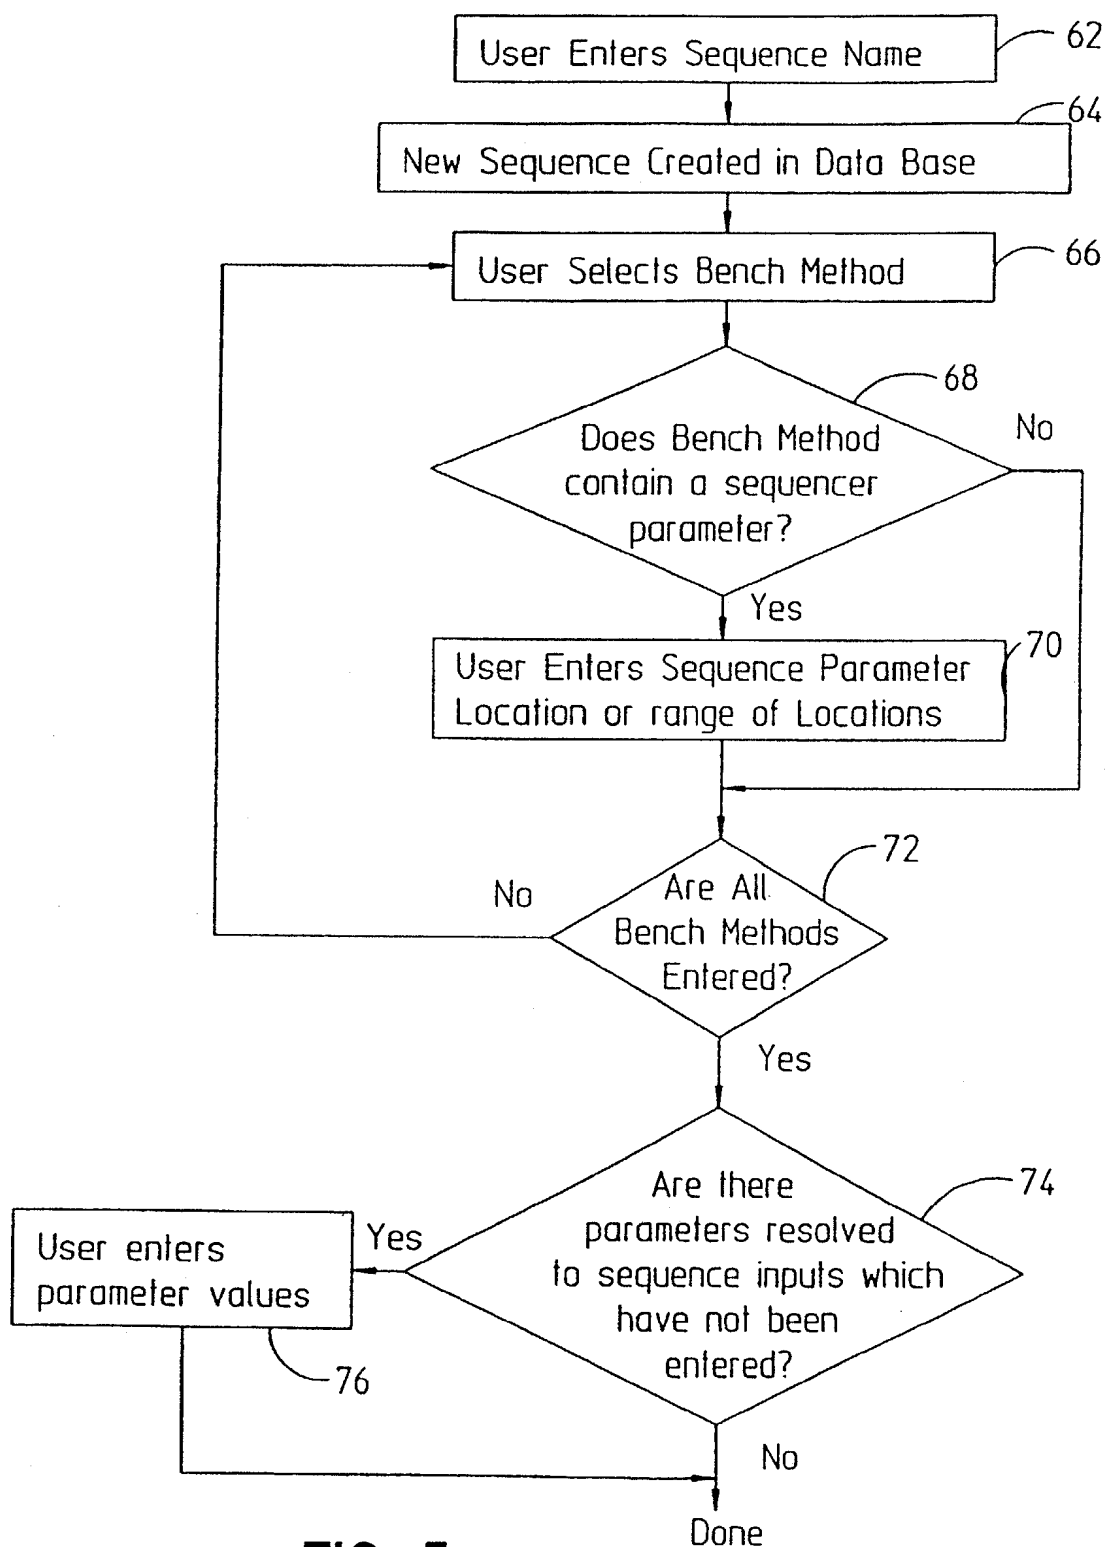 User Enters Sequence Name
62
64
New Sequence Created in Data Base
User Selects Bench Method
66
68
Does Bench Method
contain a sequencer
parameter?
No
Yes
User Enters Sequence Parameter
Location or range of Locations
70
72
Are All
Bench Methods
Entered?
No
Yes
74
Are there
parameters resolved
to sequence inputs which
have not been
entered?
Yes
User enters
parameter values
76
No
Done